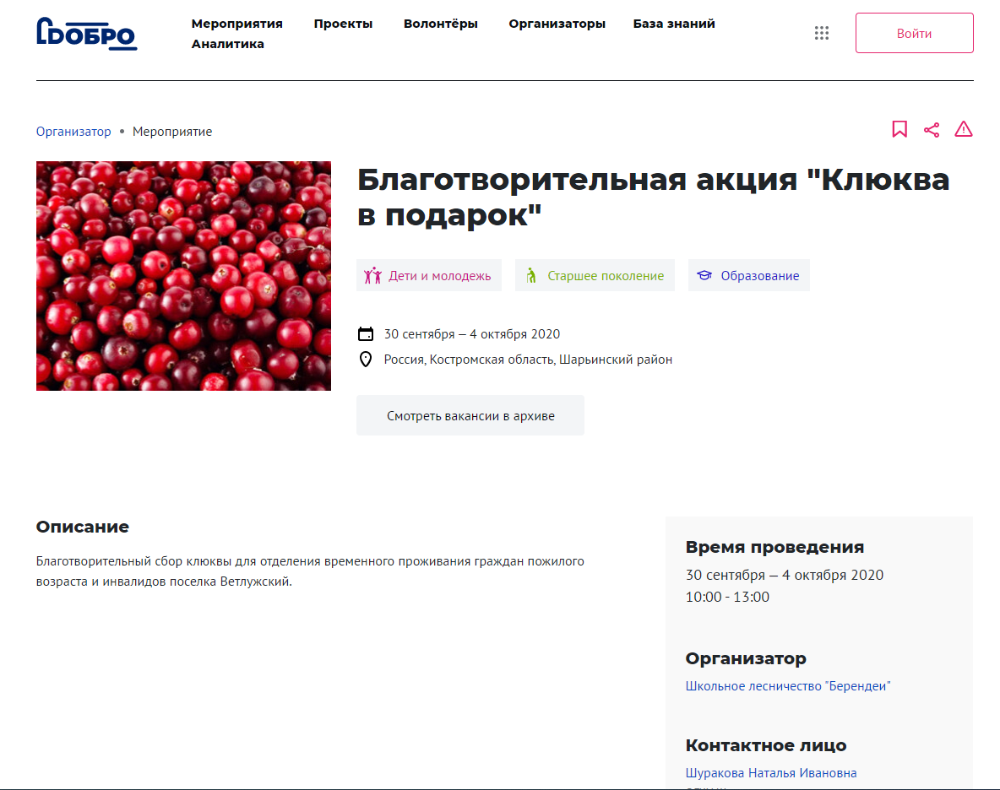 ДОБРО
Мероприятия Проекты Волонтёры Организаторы База знаний
Аналитика
Войти
Организатор • Мероприятие
Благотворительная акция "Клюква
в подарок"
Дети и молодежь Старшее поколение Образование
30 сентября – 4 октября 2020
Россия, Костромская область, Шарьинский район
Смотреть вакансии в архиве
Описание
Благотворительный сбор клюквы для отделения временного проживания граждан пожилого
возраста и инвалидов поселка Ветлужский.
Время проведения
30 сентября – 4 октября 2020
10:00 - 13:00
Организатор
Школьное лесничество "Берендеи"
Контактное лицо
Шуракова Наталья Ивановна